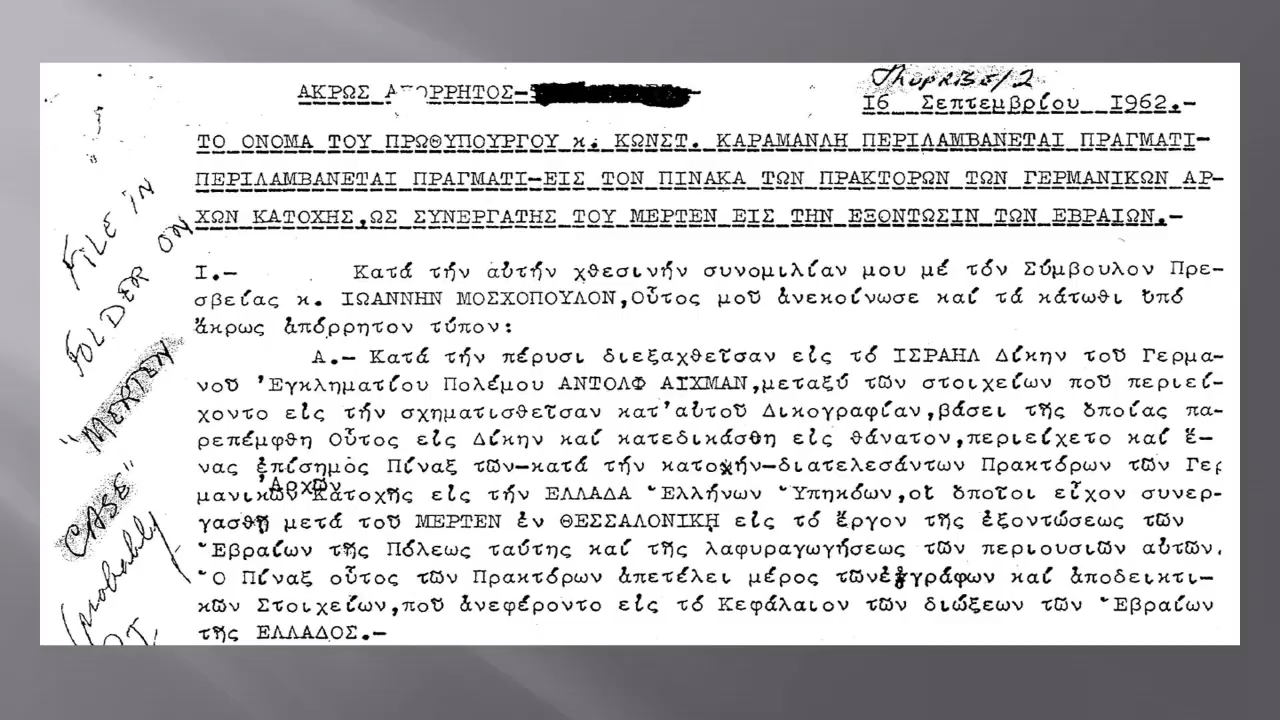 ΑΚΡΩΣ ΑΠΟΡΡΗΤΟΣ-
16 Σεπτεμβρίου 1962.-
ΤΟ ΟΝΟΜΑ ΤΟΥ ΠΡΩΘΥΠΟΥΡΓΟΥ κ. ΚΩΝΣΤ. ΚΑΡΑΜΑΝΛΗ ΠΕΡΙΛΑΜΒΑΝΕΤΑΙ ΠΡΑΓΜΑΤΙ-
ΠΕΡΙΛΑΜΒΑΝΕΤΑΙ ΠΡΑΓΜΑΤΙ-ΕΙΣ ΤΟΝ ΠΙΝΑΚΑ ΤΩΝ ΠΡΑΚΤΟΡΩΝ ΤΩΝ ΓΕΡΜΑΝΙΚΩΝ ΑΡ-
ΧΩΝ ΚΑΤΟΧΗΣ,ΩΣ ΣΥΝΕΡΓΑΤΗΣ ΤΟΥ ΜΕΡΤΕΝ ΕΙΣ ΤΗΝ ΕΞΟΝΤΩΣΙΝ ΤΩΝ ΕΒΡΑΙΩΝ.-
Ι.- Κατά τήν αὐτήν χθεσινήν συνομιλίαν μου μέ τόν Σύμβουλον Πρε-
σβείας κ. ΙΩΑΝΝΗΝ ΜΟΣΧΟΠΟΥΛΟΝ,Οὗτος μοῦ ἀνεκοίνωσε καί τά κάτωθι ὑπό
ἄκρως ἀπόρρητον τύπον:
Α.- Κατά τήν πέρυσι διεξαχθεῖσαν εἰς τό ΙΣΡΑΗΛ Δίκην τοῦ Γερμα-
νοῦ Ἐγκληματίου Πολέμου ΑΝΤΟΛΦ ΑΙΧΜΑΝ,μεταξύ τῶν στοιχείων πού περιεί-
χοντο εἰς τήν σχηματισθεῖσαν κατ'αὐτοῦ Δικογραφίαν,βάσει τῆς ὁποίας πα-
ρεπέμφθη Οὗτος εἰς Δίκην καί κατεδικάσθη εἰς θάνατον,περιείχετο καί ἕ-
νας ἐπίσημος Πίναξ τῶν-κατά τήν κατοχήν-διατελεσάντων Πρακτόρων τῶν Γερ
μανικῶν Ἀρχῶν Κατοχῆς εἰς τήν ΕΛΛΑΔΑ Ἑλλήνων Ὑπηκόων,οἱ ὁποῖοι εἶχον συνερ-
γασθῆ μετά τοῦ ΜΕΡΤΕΝ ἐν ΘΕΣΣΑΛΟΝΙΚῌ εἰς τό ἔργον τῆς ἐξοντώσεως τῶν
Ἑβραίων τῆς Πόλεως ταύτης καί τῆς λαφυραγωγήσεως τῶν περιουσιῶν αὐτῶν.
Ὁ Πίναξ οὗτος τῶν Πρακτόρων ἀπετέλει μέρος τῶν ἐγγράφων καί ἀποδεικτι-
κῶν Στοιχείων,πού ἀνεφέροντο εἰς τό Κεφάλαιον τῶν διώξεων τῶν Ἑβραίων
τῆς ΕΛΛΑΔΟΣ.-
FILE IN
FOLDER ON
"MERTEN
CASE"
(probably